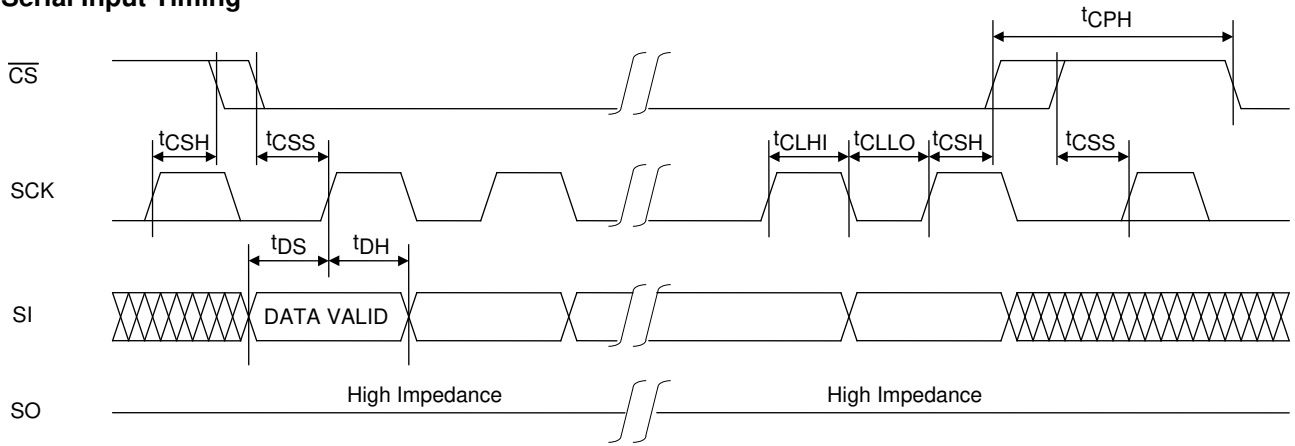 Serial Input Timing
tCPH
CS
tCSH
tCSS
tCLHI
tCLLO
tCSH
tCSS
SCK
tDS
tDH
SI
DATA VALID
High Impedance
High Impedance
SO